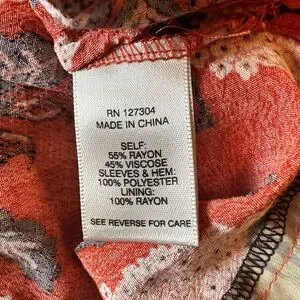 RN 127304
MADE IN CHINA
SELF:
55% RAYON
45% VISCOSE
SLEEVES & HEM:
100% POLYESTER
LINING:
100% RAYON
SEE REVERSE FOR CARE